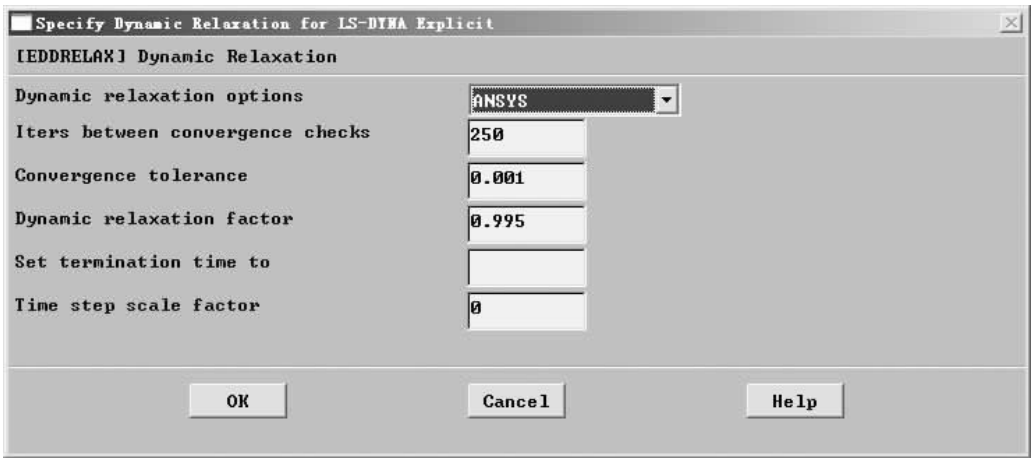 Specify Dynamic Relaxation for LS-DYNA Explicit
[EDDRELAX] Dynamic Relaxation
Dynamic relaxation options ANSYS
Iters between convergence checks 250
Convergence tolerance 0.001
Dynamic relaxation factor 0.995
Set termination time to
Time step scale factor 0
OK Cancel Help